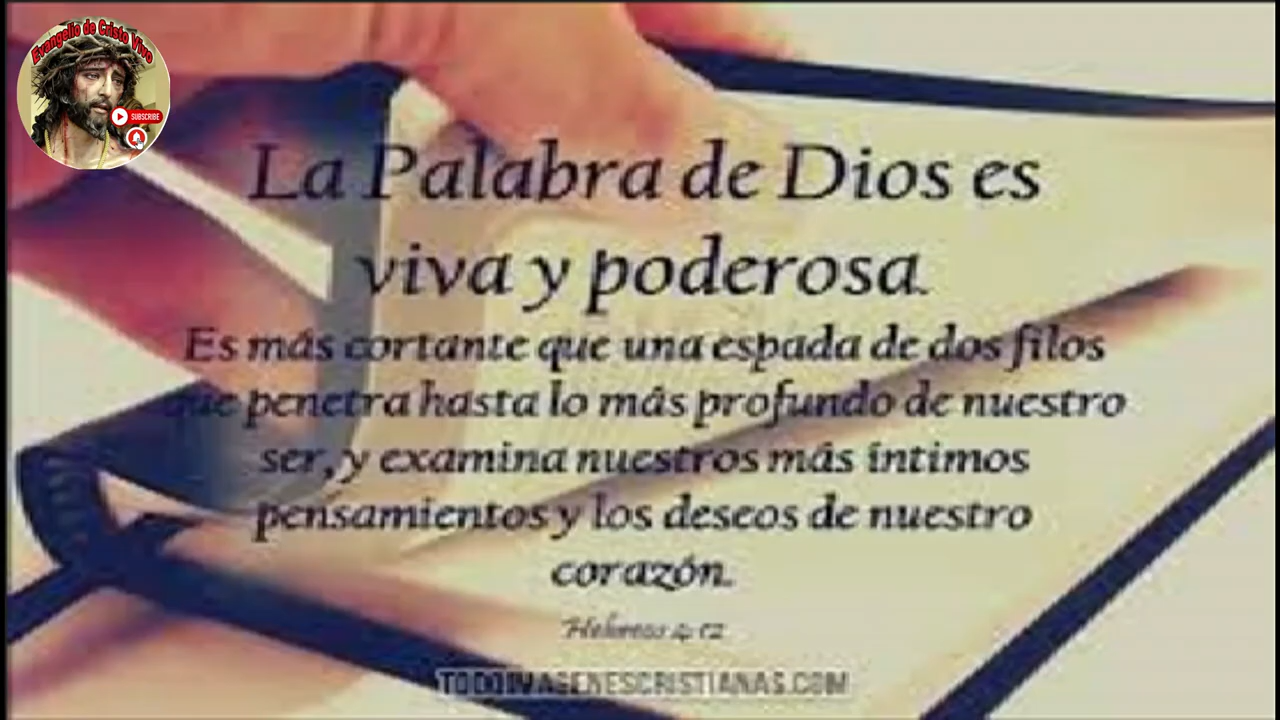 Evangelio de Cristo Vivo
SUBSCRIBE
La Palabra de Dios es
viva y poderosa.
Es más cortante que una espada de dos filos
que penetra hasta lo más profundo de nuestro
ser, y examina nuestros más íntimos
pensamientos y los deseos de nuestro
corazón.
Hebreos 4:12
TODOIMAGENESCRISTIANAS.COM